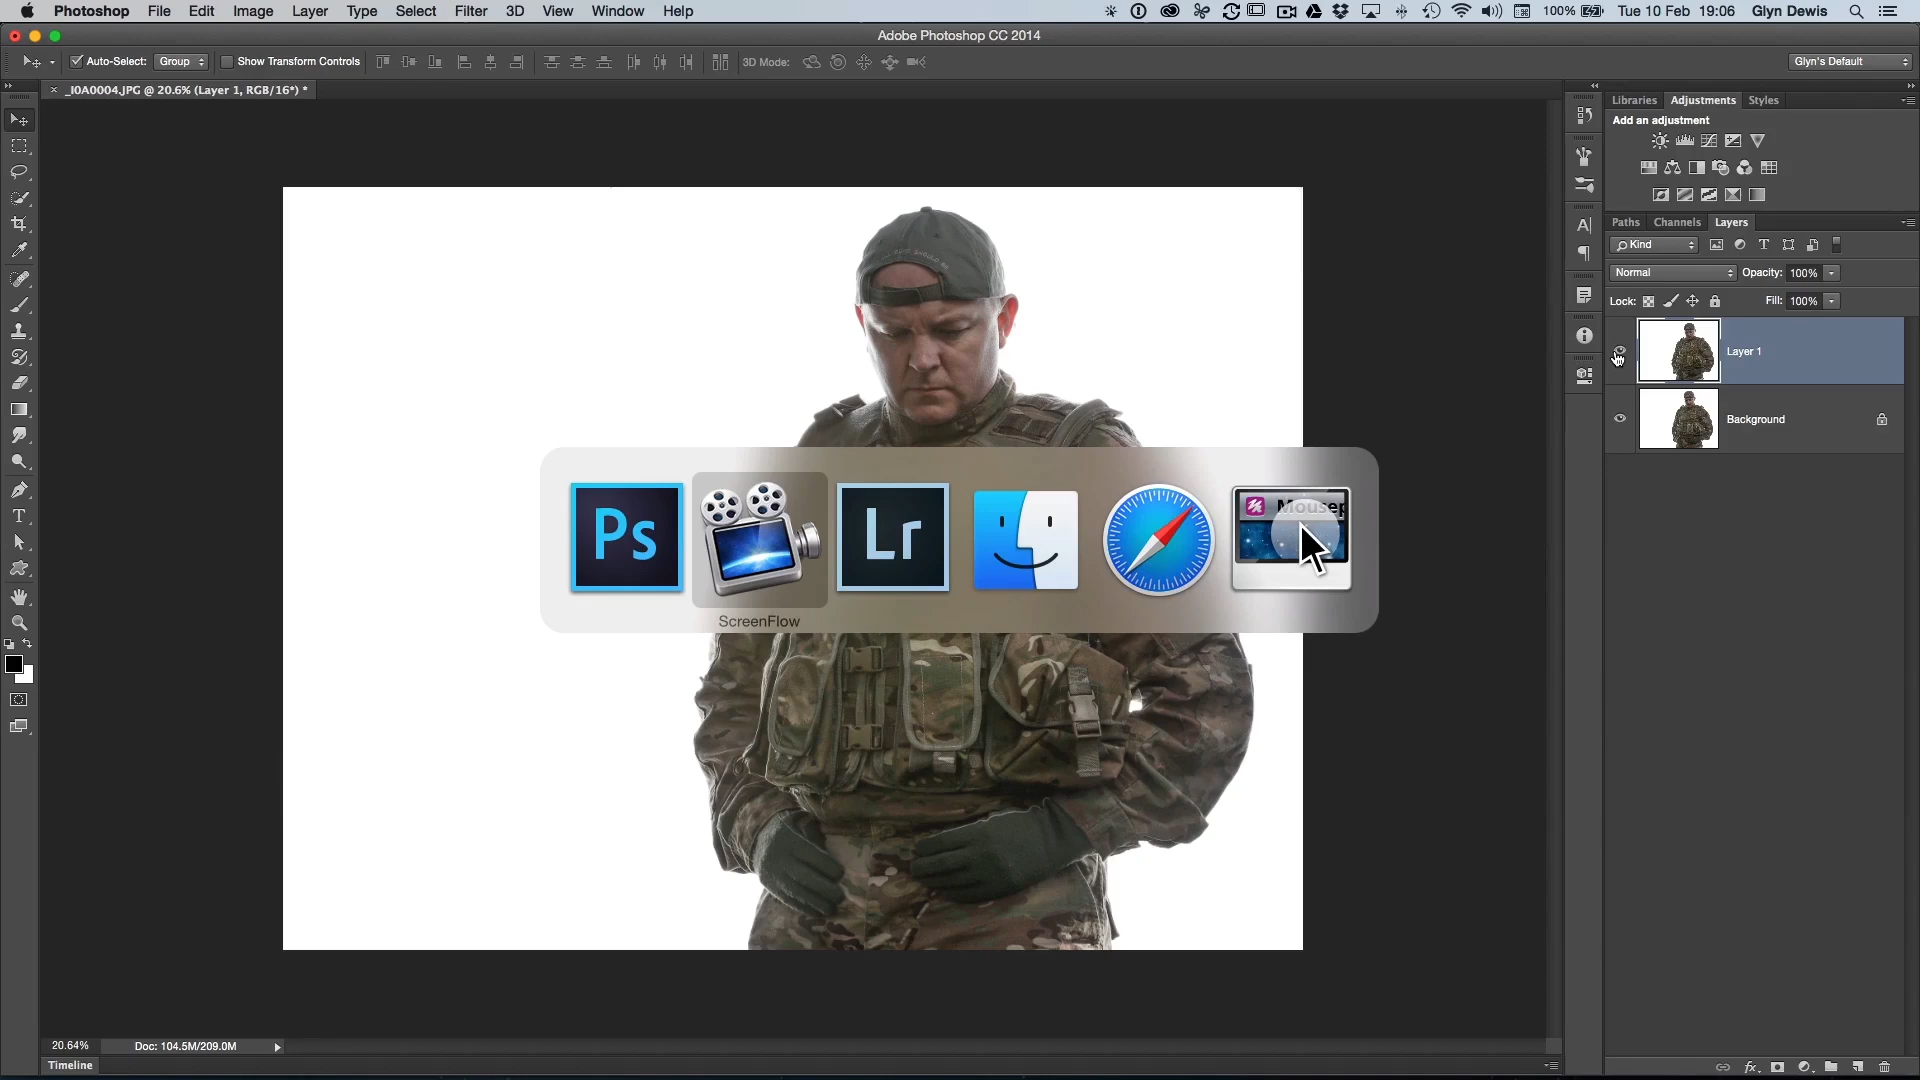 Photoshop File Edit Image Layer Type Select Filter 3D View Window Help 100% Tue 10 Feb 19:06 Glyn Dewis
Adobe Photoshop CC 2014
Auto-Select: Group Show Transform Controls 3D Mode: Glyn's Default
_I0A0004.JPG @ 20.6% (Layer 1, RGB/16*) *
Libraries Adjustments Styles
Add an adjustment
Paths Channels Layers
Kind
Normal Opacity: 100%
Lock: Fill: 100%
Layer 1
Background
Ps Lr
ScreenFlow
20.64% Doc: 104.5M/209.0M
Timeline